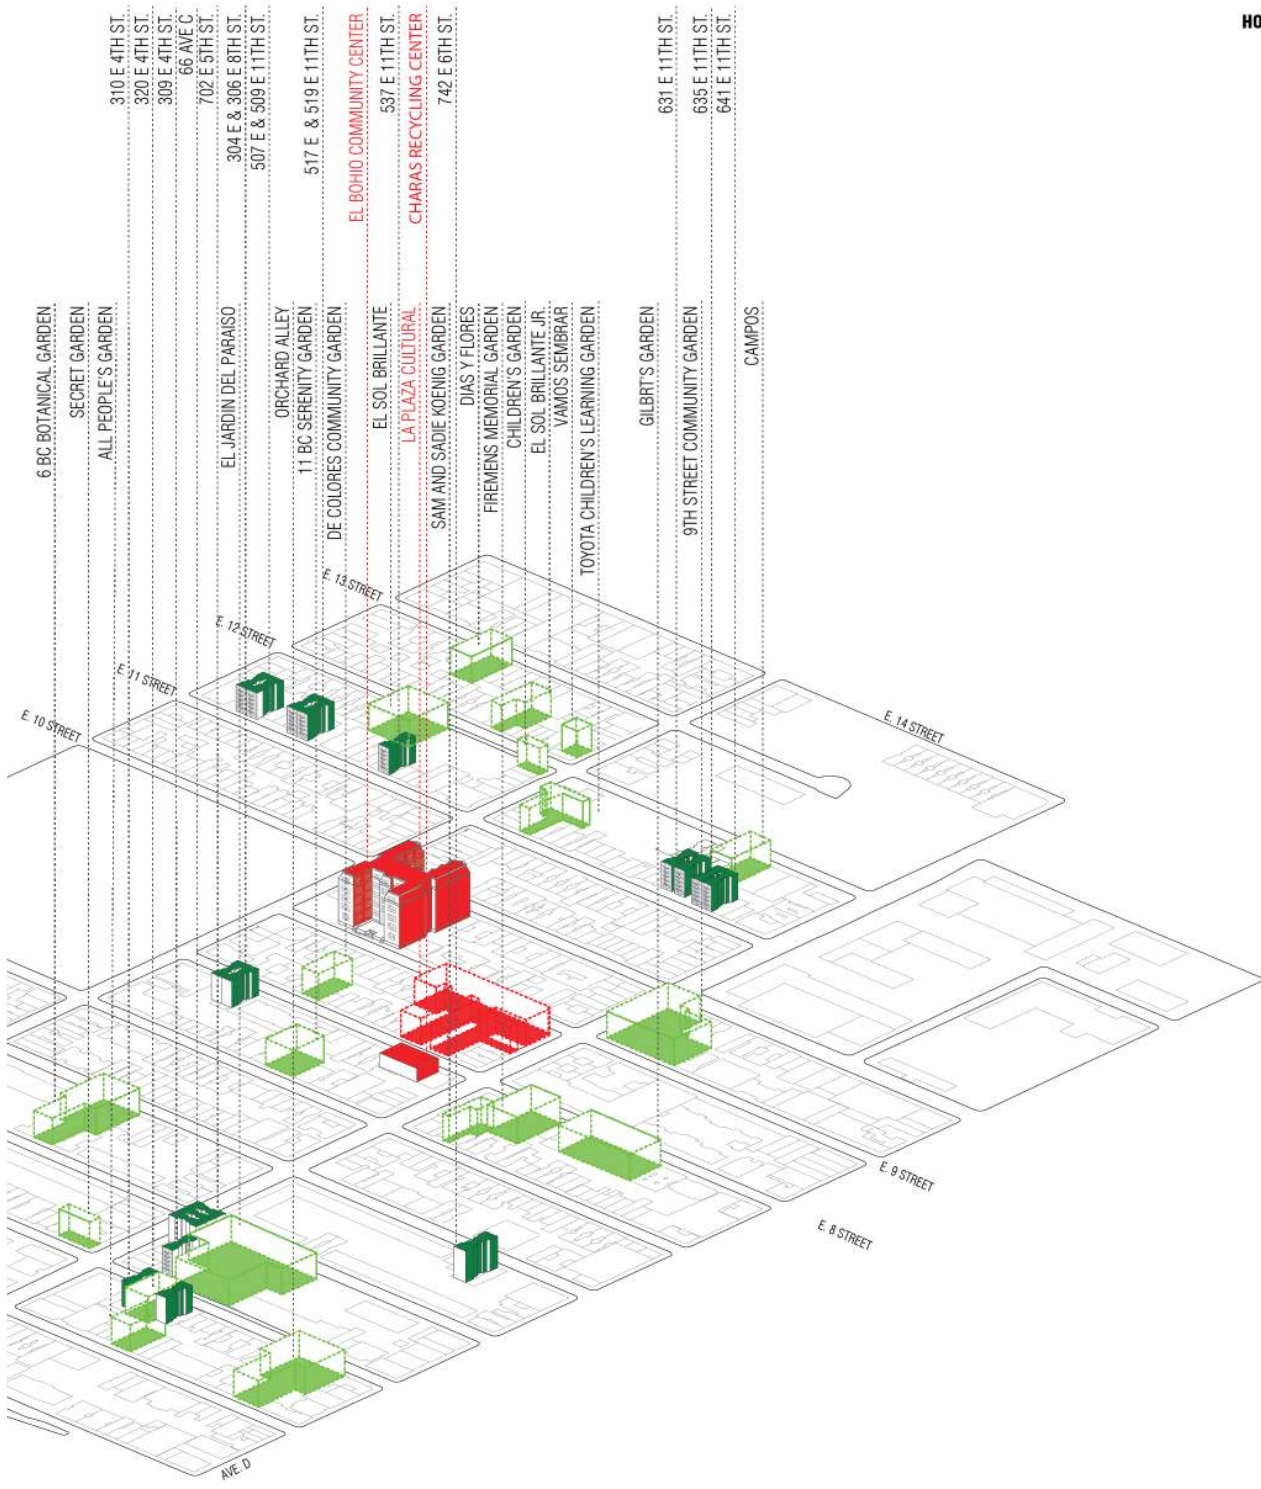 HO
310 E 4TH ST.
320 E 4TH ST.
309 E 4TH ST.
66 AVE C
702 E 5TH ST.
304 E & 306 E 8TH ST.
507 E & 509 E 11TH ST.
517 E & 519 E 11TH ST.
EL BOHIO COMMUNITY CENTER
537 E 11TH ST.
CHARAS RECYCLING CENTER
742 E 6TH ST.
631 E 11TH ST.
635 E 11TH ST.
641 E 11TH ST.
6 BC BOTANICAL GARDEN
SECRET GARDEN
ALL PEOPLE'S GARDEN
EL JARDIN DEL PARAISO
ORCHARD ALLEY
11 BC SERENITY GARDEN
DE COLORES COMMUNITY GARDEN
EL SOL BRILLANTE
LA PLAZA CULTURAL
SAM AND SADIE KOENIG GARDEN
DIAS Y FLORES
FIREMENS MEMORIAL GARDEN
CHILDREN'S GARDEN
EL SOL BRILLANTE JR.
VAMOS SEMBRAR
TOYOTA CHILDREN'S LEARNING GARDEN
GILBRT'S GARDEN
9TH STREET COMMUNITY GARDEN
CAMPOS
E. 13 STREET
E. 12 STREET
E. 11 STREET
E. 10 STREET
E. 14 STREET
E. 9 STREET
E. 8 STREET
AVE. D